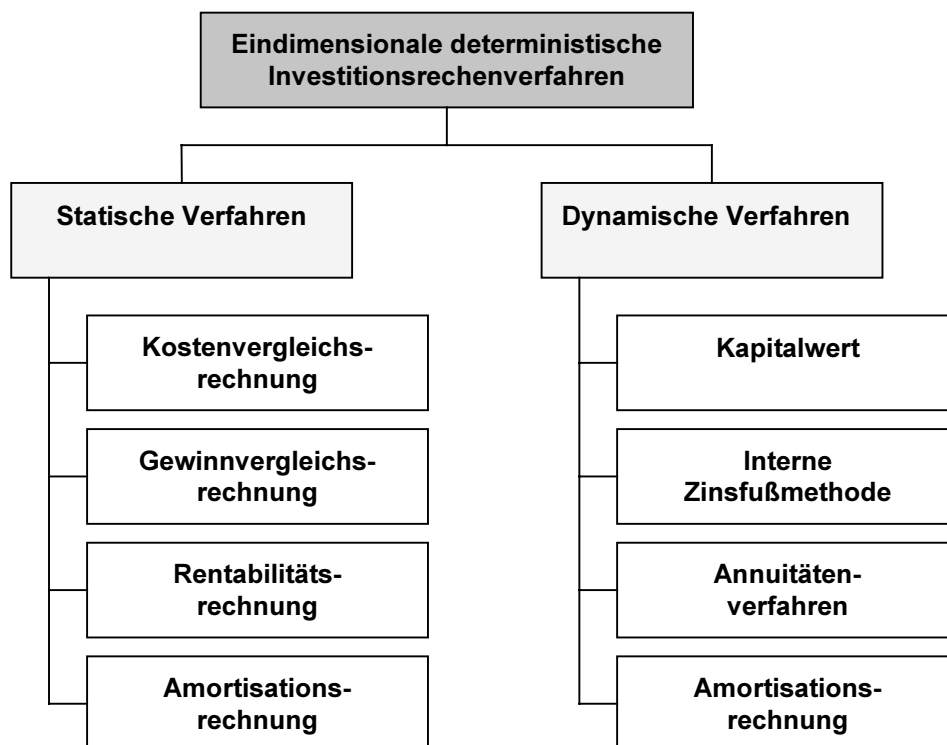 Eindimensionale deterministische
Investitionsrechenverfahren
Statische Verfahren
Kostenvergleichs-
rechnung
Gewinnvergleichs-
rechnung
Rentabilitäts-
rechnung
Amortisations-
rechnung
Dynamische Verfahren
Kapitalwert
Interne
Zinsfußmethode
Annuitäten-
verfahren
Amortisations-
rechnung